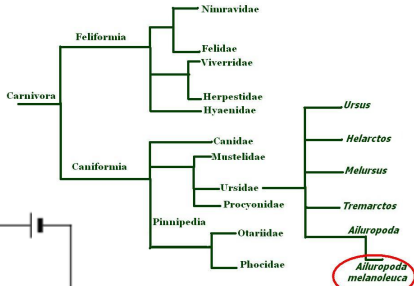 Nimravidae
Feliformia
Felidae
Viverridae
Carnivora
Herpestidae
Hyaenidae
Ursus
Canidae
Helarctos
Mustelidae
Caniformia
Melursus
Ursidae
Procyonidae
Tremarctos
Pinnipedia
Otariidae
Ailuropoda
Phocidae
Ailuropoda
melanoleuca